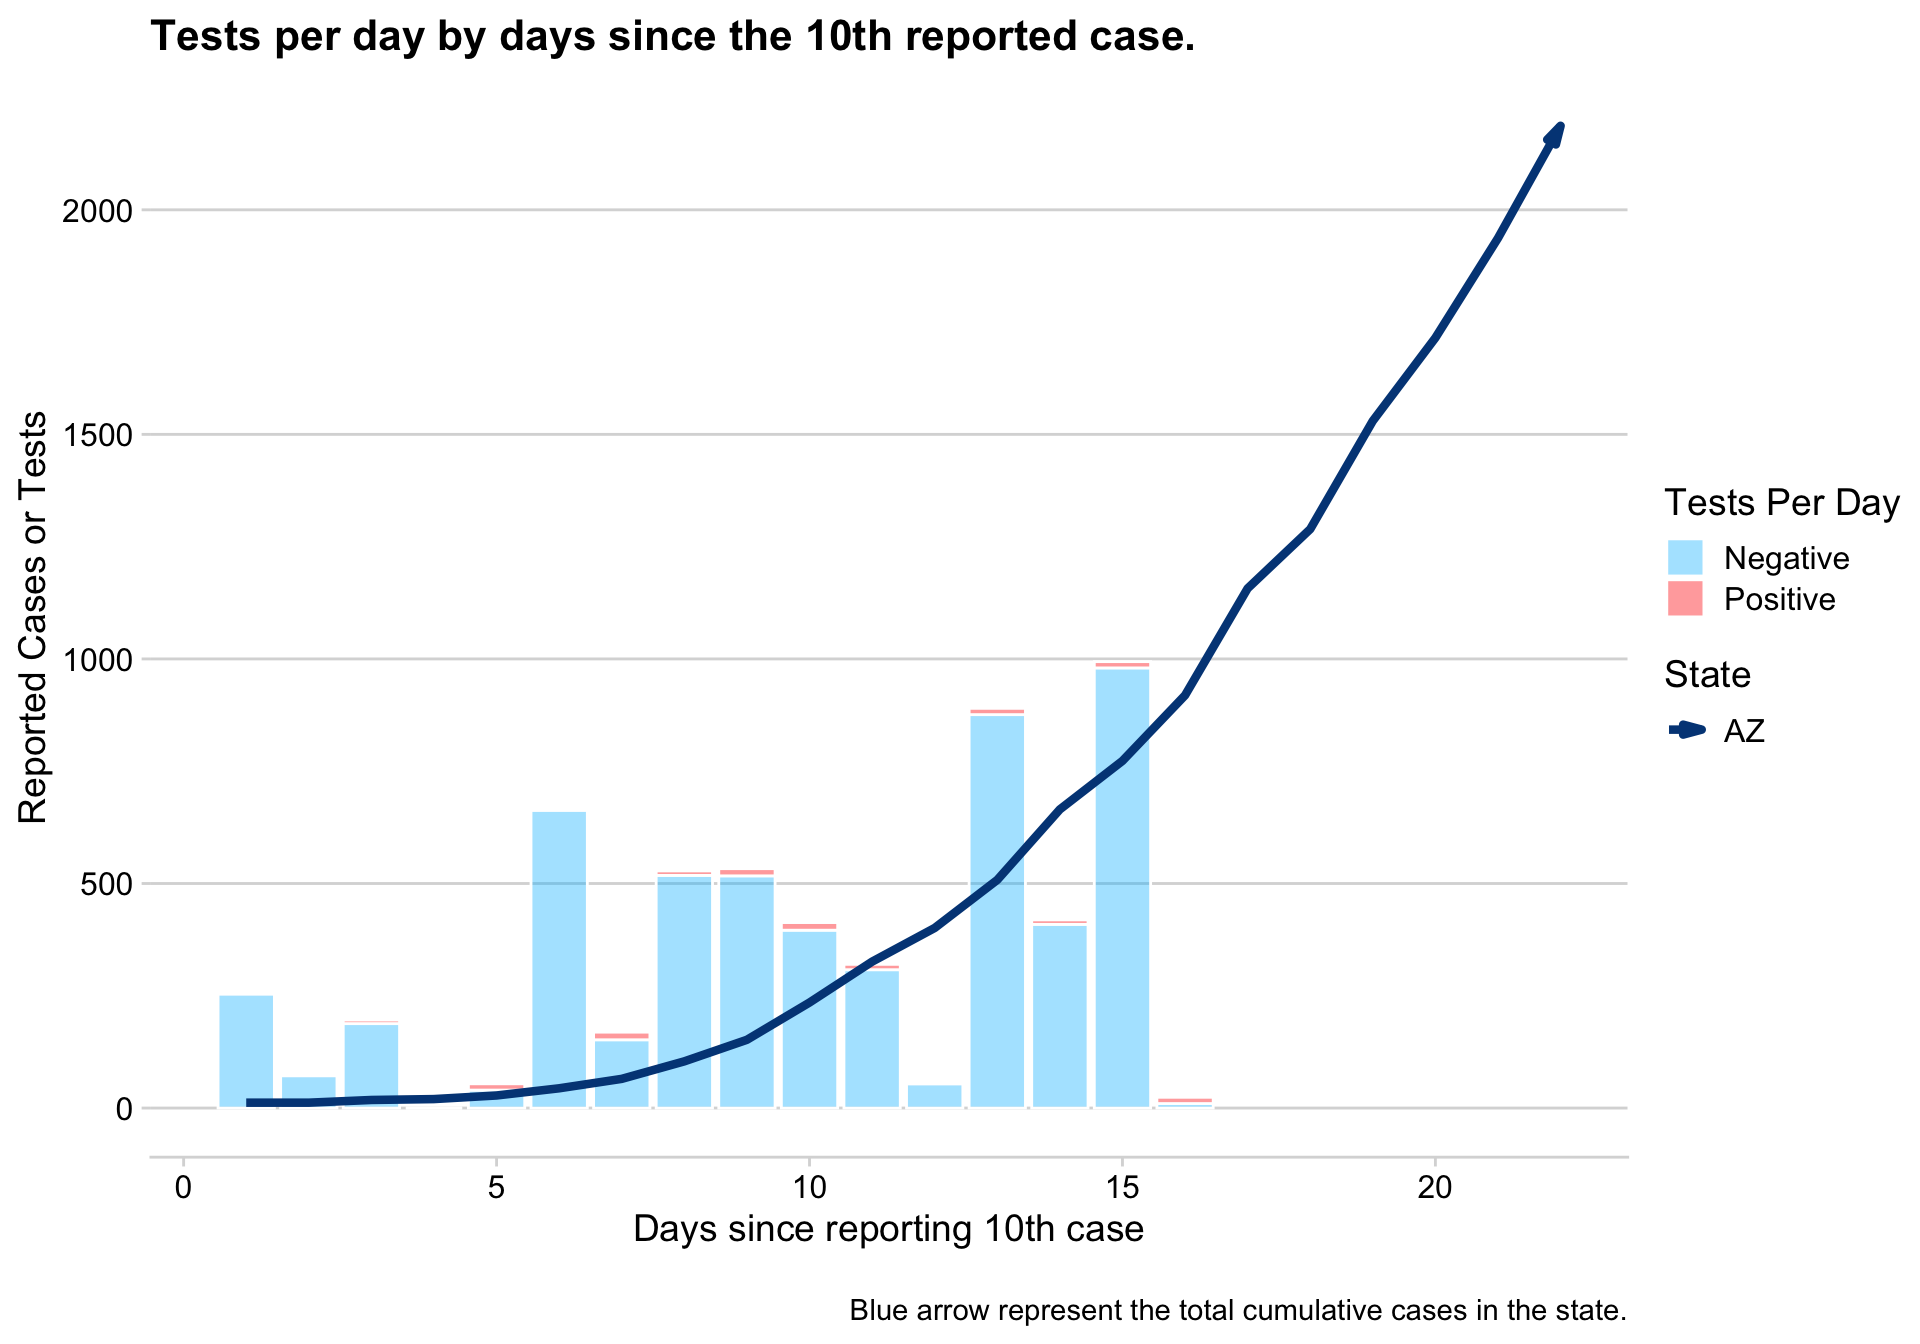 Tests per day by days since the 10th reported case.
2000
1500
1000
500
0
Reported Cases or Tests
0 5 10 15 20
Days since reporting 10th case
Tests Per Day
Negative
Positive
State
AZ
Blue arrow represent the total cumulative cases in the state.